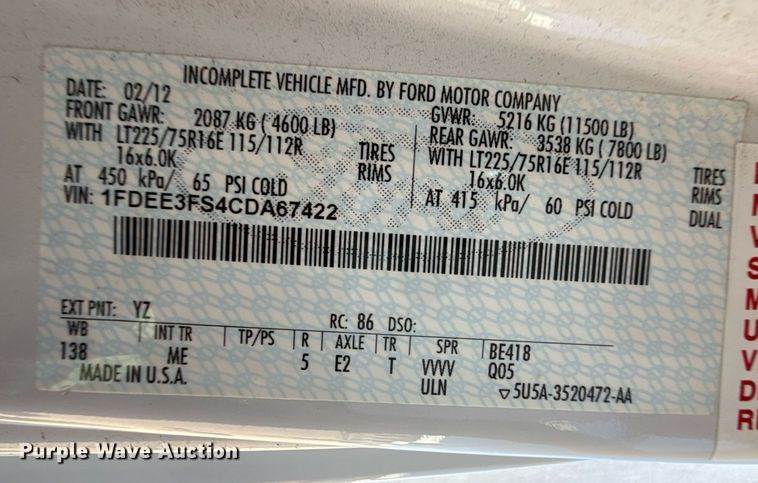 INCOMPLETE VEHICLE MFD. BY FORD MOTOR COMPANY
DATE: 02/12
GVWR: 5216 KG (11500 LB)
FRONT GAWR: 2087 KG ( 4600 LB)
REAR GAWR: 3538 KG ( 7800 LB)
WITH LT225/75R16E 115/112R TIRES
WITH LT225/75R16E 115/112R TIRES
16x6.0K RIMS
16x6.0K RIMS
AT 450 kPa/ 65 PSI COLD
AT 415 kPa/ 60 PSI COLD DUAL
VIN: 1FDEE3FS4CDA67422
EXT PNT: YZ RC: 86 DSO:
WB INT TR TP/PS R AXLE TR SPR BE418
138 ME 5 E2 T VVVV Q05
MADE IN U.S.A. ULN ▽5U5A-3520472-AA
Purple Wave Auction